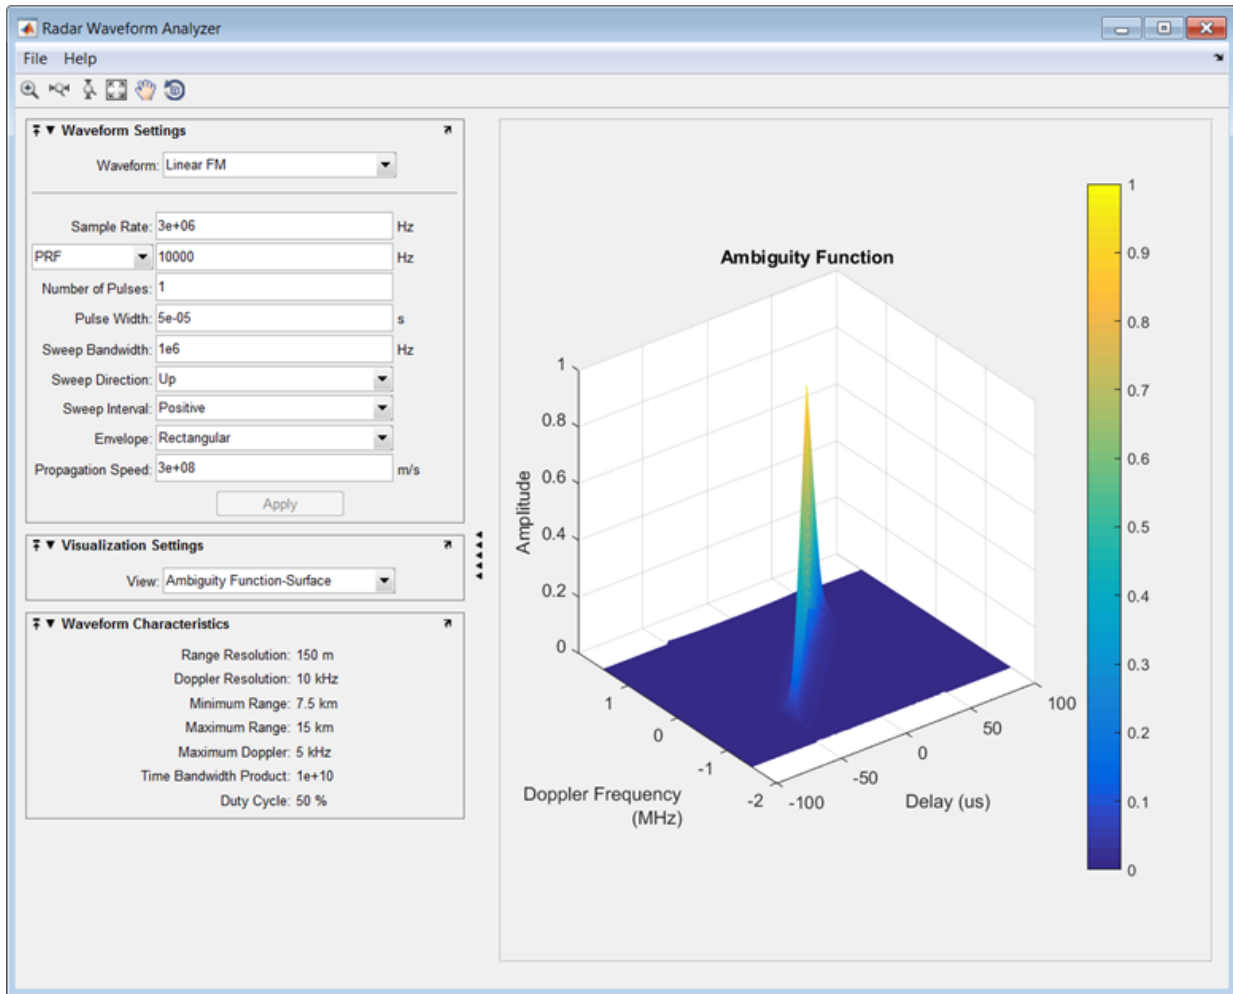 Radar Waveform Analyzer
File Help
Waveform Settings
Waveform: Linear FM
Sample Rate: 3e+06 Hz
PRF 10000 Hz
Number of Pulses: 1
Pulse Width: 5e-05 s
Sweep Bandwidth: 1e6 Hz
Sweep Direction: Up
Sweep Interval: Positive
Envelope: Rectangular
Propagation Speed: 3e+08 m/s
Apply
Visualization Settings
View: Ambiguity Function-Surface
Waveform Characteristics
Range Resolution: 150 m
Doppler Resolution: 10 kHz
Minimum Range: 7.5 km
Maximum Range: 15 km
Maximum Doppler: 5 kHz
Time Bandwidth Product: 1e+10
Duty Cycle: 50 %
Ambiguity Function
1
0.8
0.6
0.4
0.2
0
Amplitude
1
0
-1
-2
Doppler Frequency
(MHz)
-100
-50
0
50
100
Delay (us)
1
0.9
0.8
0.7
0.6
0.5
0.4
0.3
0.2
0.1
0